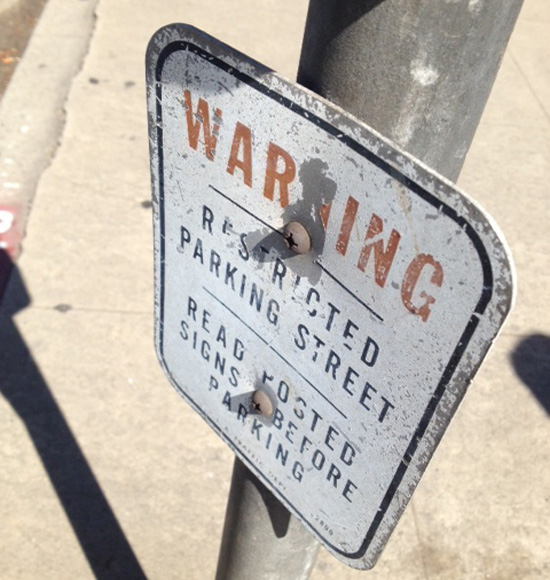 WARNING
RESTRICTED
PARKING STREET
READ POSTED
SIGNS BEFORE
PARKING